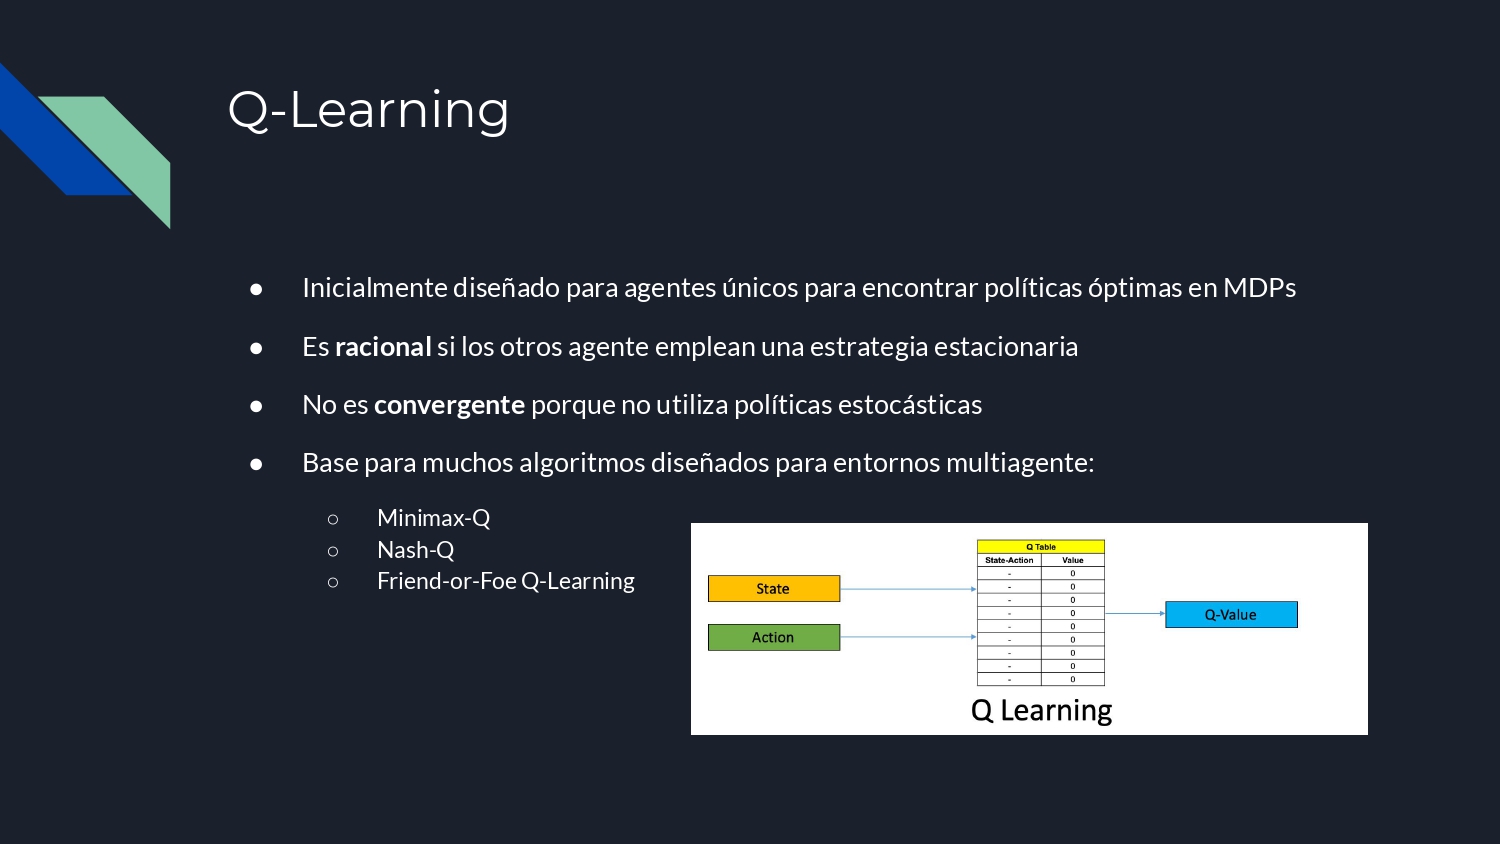 Q-Learning
● Inicialmente diseñado para agentes únicos para encontrar políticas óptimas en MDPs
● Es racional si los otros agente emplean una estrategia estacionaria
● No es convergente porque no utiliza políticas estocásticas
● Base para muchos algoritmos diseñados para entornos multiagente:
○ Minimax-Q
○ Nash-Q
○ Friend-or-Foe Q-Learning
State
Action
Q Table
State-Action Value
- 0
- 0
- 0
- 0
- 0
- 0
- 0
- 0
- 0
Q-Value
Q Learning